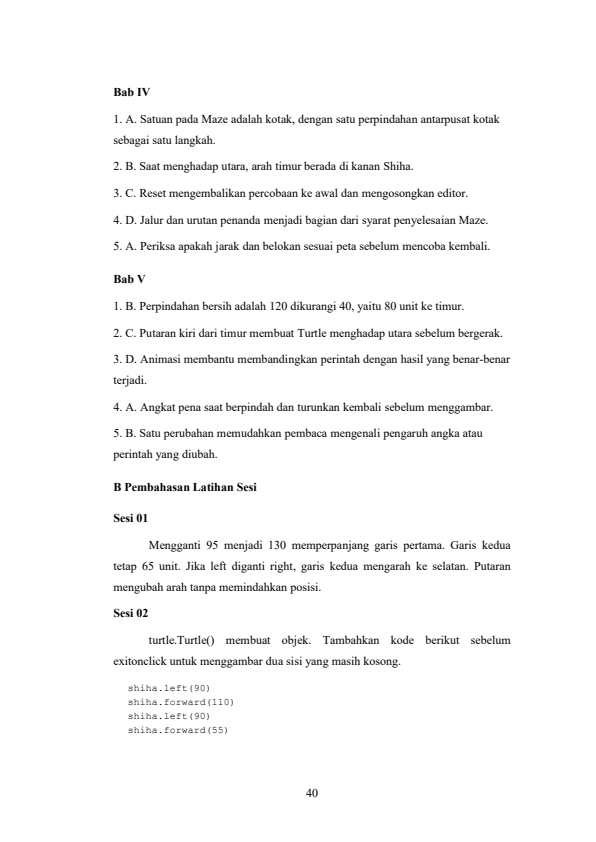 Bab IV
1. A. Satuan pada Maze adalah kotak, dengan satu perpindahan antarpusat kotak
sebagai satu langkah.
2. B. Saat menghadap utara, arah timur berada di kanan Shiha.
3. C. Reset mengembalikan percobaan ke awal dan mengosongkan editor.
4. D. Jalur dan urutan penanda menjadi bagian dari syarat penyelesaian Maze.
5. A. Periksa apakah jarak dan belokan sesuai peta sebelum mencoba kembali.
Bab V
1. B. Perpindahan bersih adalah 120 dikurangi 40, yaitu 80 unit ke timur.
2. C. Putaran kiri dari timur membuat Turtle menghadap utara sebelum bergerak.
3. D. Animasi membantu membandingkan perintah dengan hasil yang benar-benar
terjadi.
4. A. Angkat pena saat berpindah dan turunkan kembali sebelum menggambar.
5. B. Satu perubahan memudahkan pembaca mengenali pengaruh angka atau
perintah yang diubah.
B Pembahasan Latihan Sesi
Sesi 01
Mengganti 95 menjadi 130 memperpanjang garis pertama. Garis kedua
tetap 65 unit. Jika left diganti right, garis kedua mengarah ke selatan. Putaran
mengubah arah tanpa memindahkan posisi.
Sesi 02
turtle.Turtle() membuat objek. Tambahkan kode berikut sebelum
exitonclick untuk menggambar dua sisi yang masih kosong.
shiha.left(90)
shiha.forward(110)
shiha.left(90)
shiha.forward(55)
40